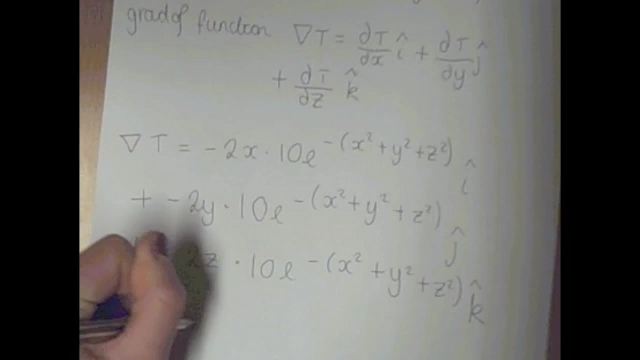 grad of function ∇T = ∂T/∂x î + ∂T/∂y ĵ
+ ∂T/∂z k̂
∇T = -2x · 10e^-(x²+y²+z²) î
+ -2y · 10e^-(x²+y²+z²) ĵ
2z · 10e^-(x²+y²+z²) k̂